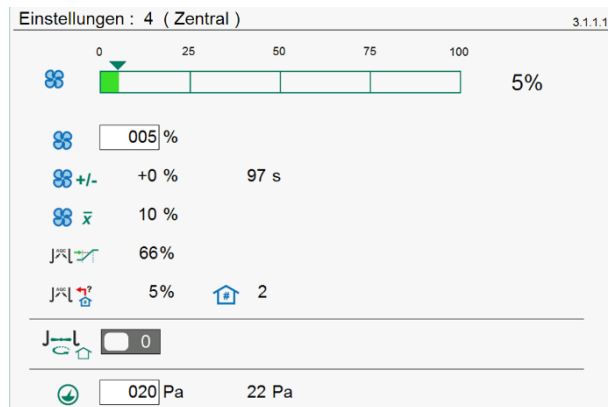 Einstellungen : 4 ( Zentral )
3.1.1.1
0 25 50 75 100
5%
005 %
+/- +0 % 97 s
x̅ 10 %
66%
? 5% # 2
0
020 Pa 22 Pa